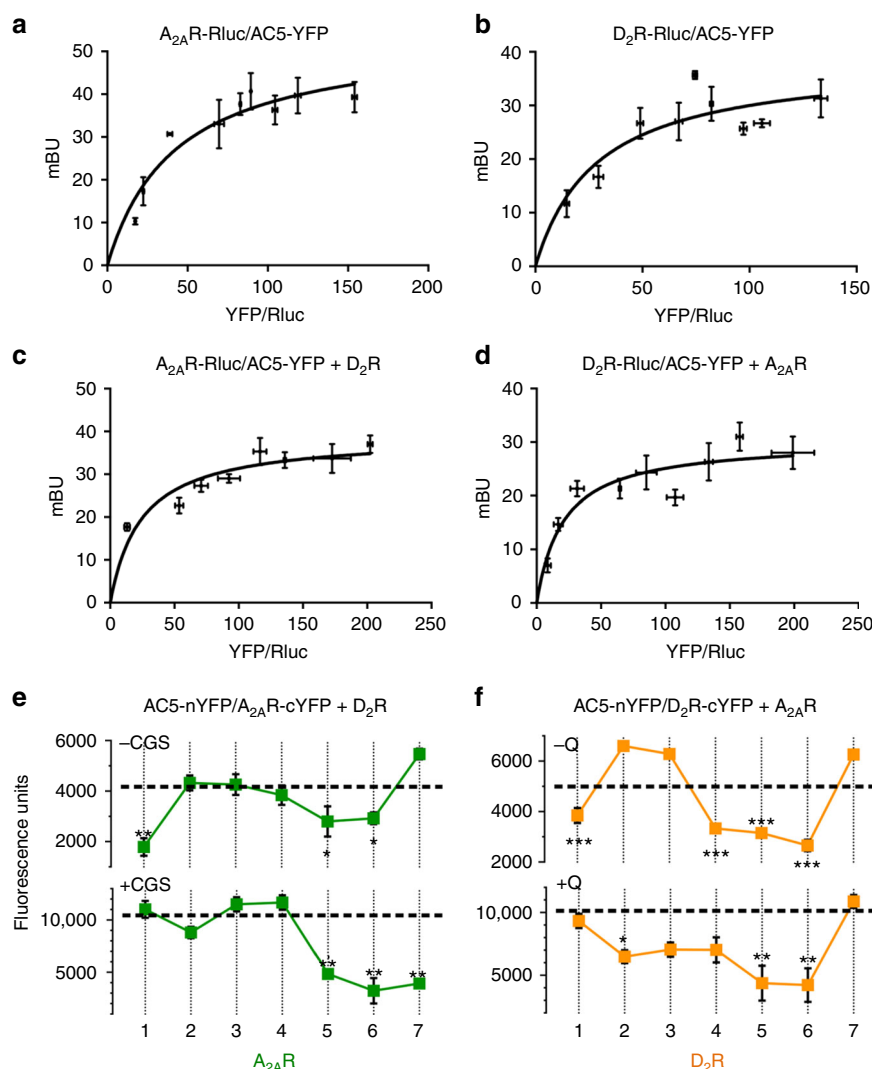 a
A2AR-Rluc/AC5-YFP
50
40
30
20
10
0
mBU
0 50 100 150 200
YFP/Rluc
b
D2R-Rluc/AC5-YFP
40
30
20
10
0
mBU
0 50 100 150
YFP/Rluc
c
A2AR-Rluc/AC5-YFP + D2R
50
40
30
20
10
0
mBU
0 50 100 150 200 250
YFP/Rluc
d
D2R-Rluc/AC5-YFP + A2AR
40
30
20
10
0
mBU
0 50 100 150 200 250
YFP/Rluc
e
AC5-nYFP/A2AR-cYFP + D2R
Fluorescence units
–CGS
6000
4000
2000
**
*
*
+CGS
10,000
5000
**
**
**
1 2 3 4 5 6 7
A2AR
f
AC5-nYFP/D2R-cYFP + A2AR
–Q
6000
4000
2000
***
***
***
***
+Q
10,000
5000
*
**
**
1 2 3 4 5 6 7
D2R